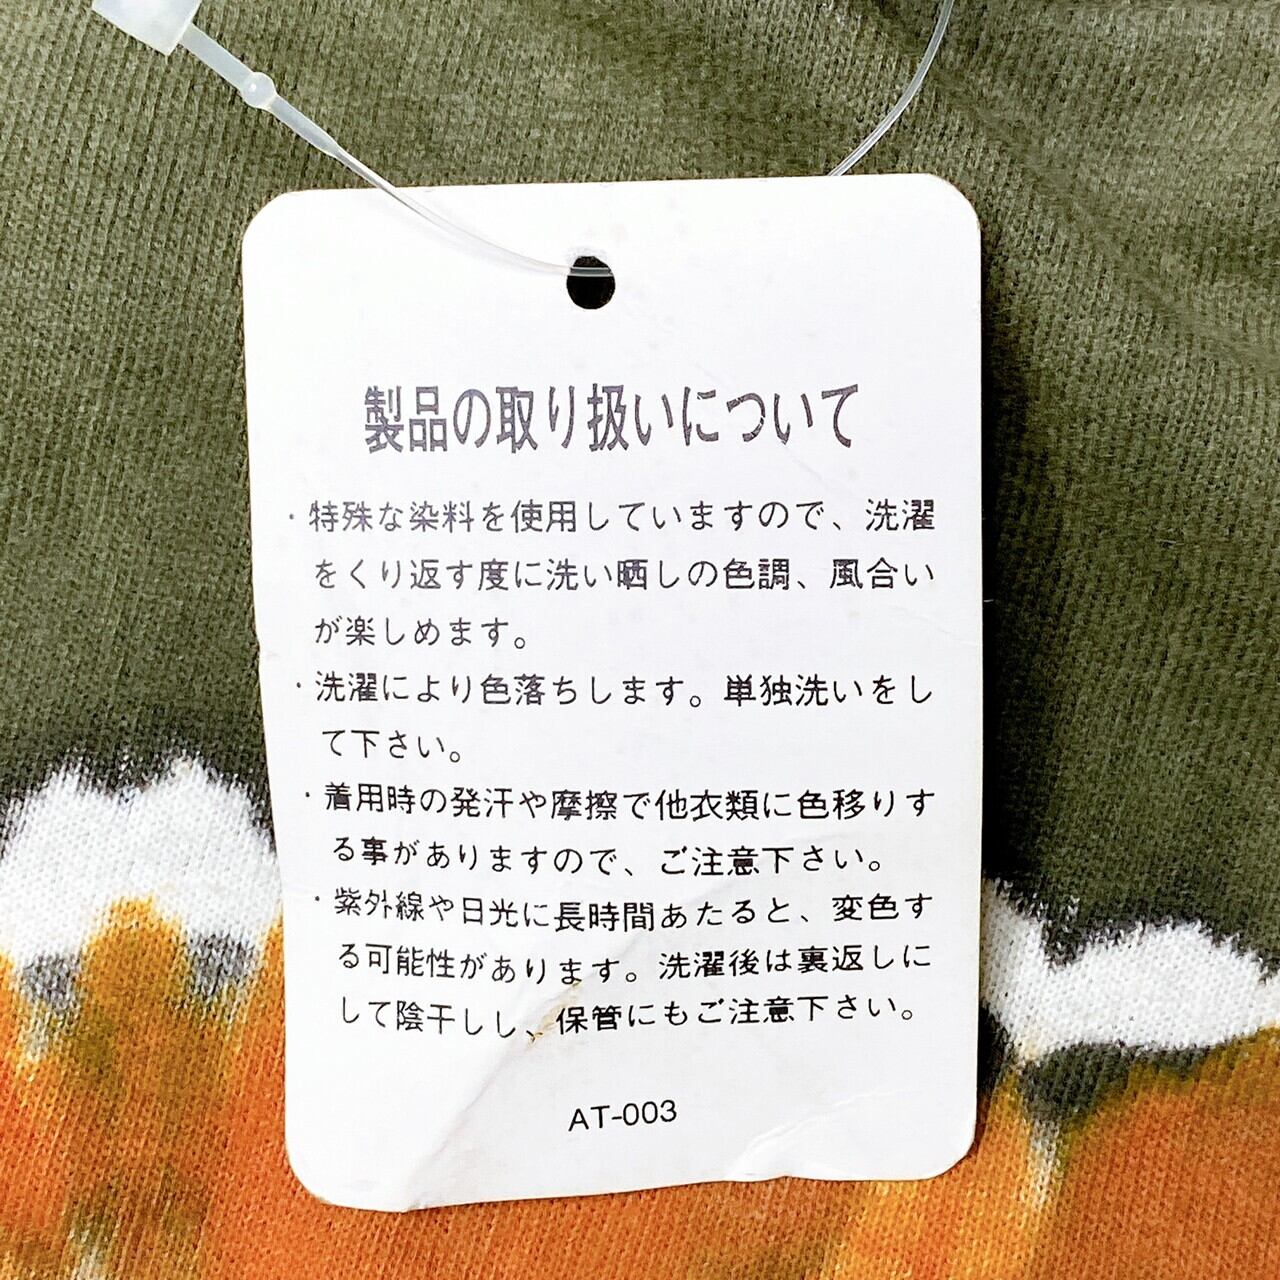 製品の取り扱いについて
・特殊な染料を使用していますので、洗濯
をくり返す度に洗い晒しの色調、風合い
が楽しめます。
・洗濯により色落ちします。単独洗いをし
て下さい。
・着用時の発汗や摩擦で他衣類に色移りす
る事がありますので、ご注意下さい。
・紫外線や日光に長時間あたると、変色す
る可能性があります。洗濯後は裏返しに
して陰干しし、保管にもご注意下さい。
AT-003